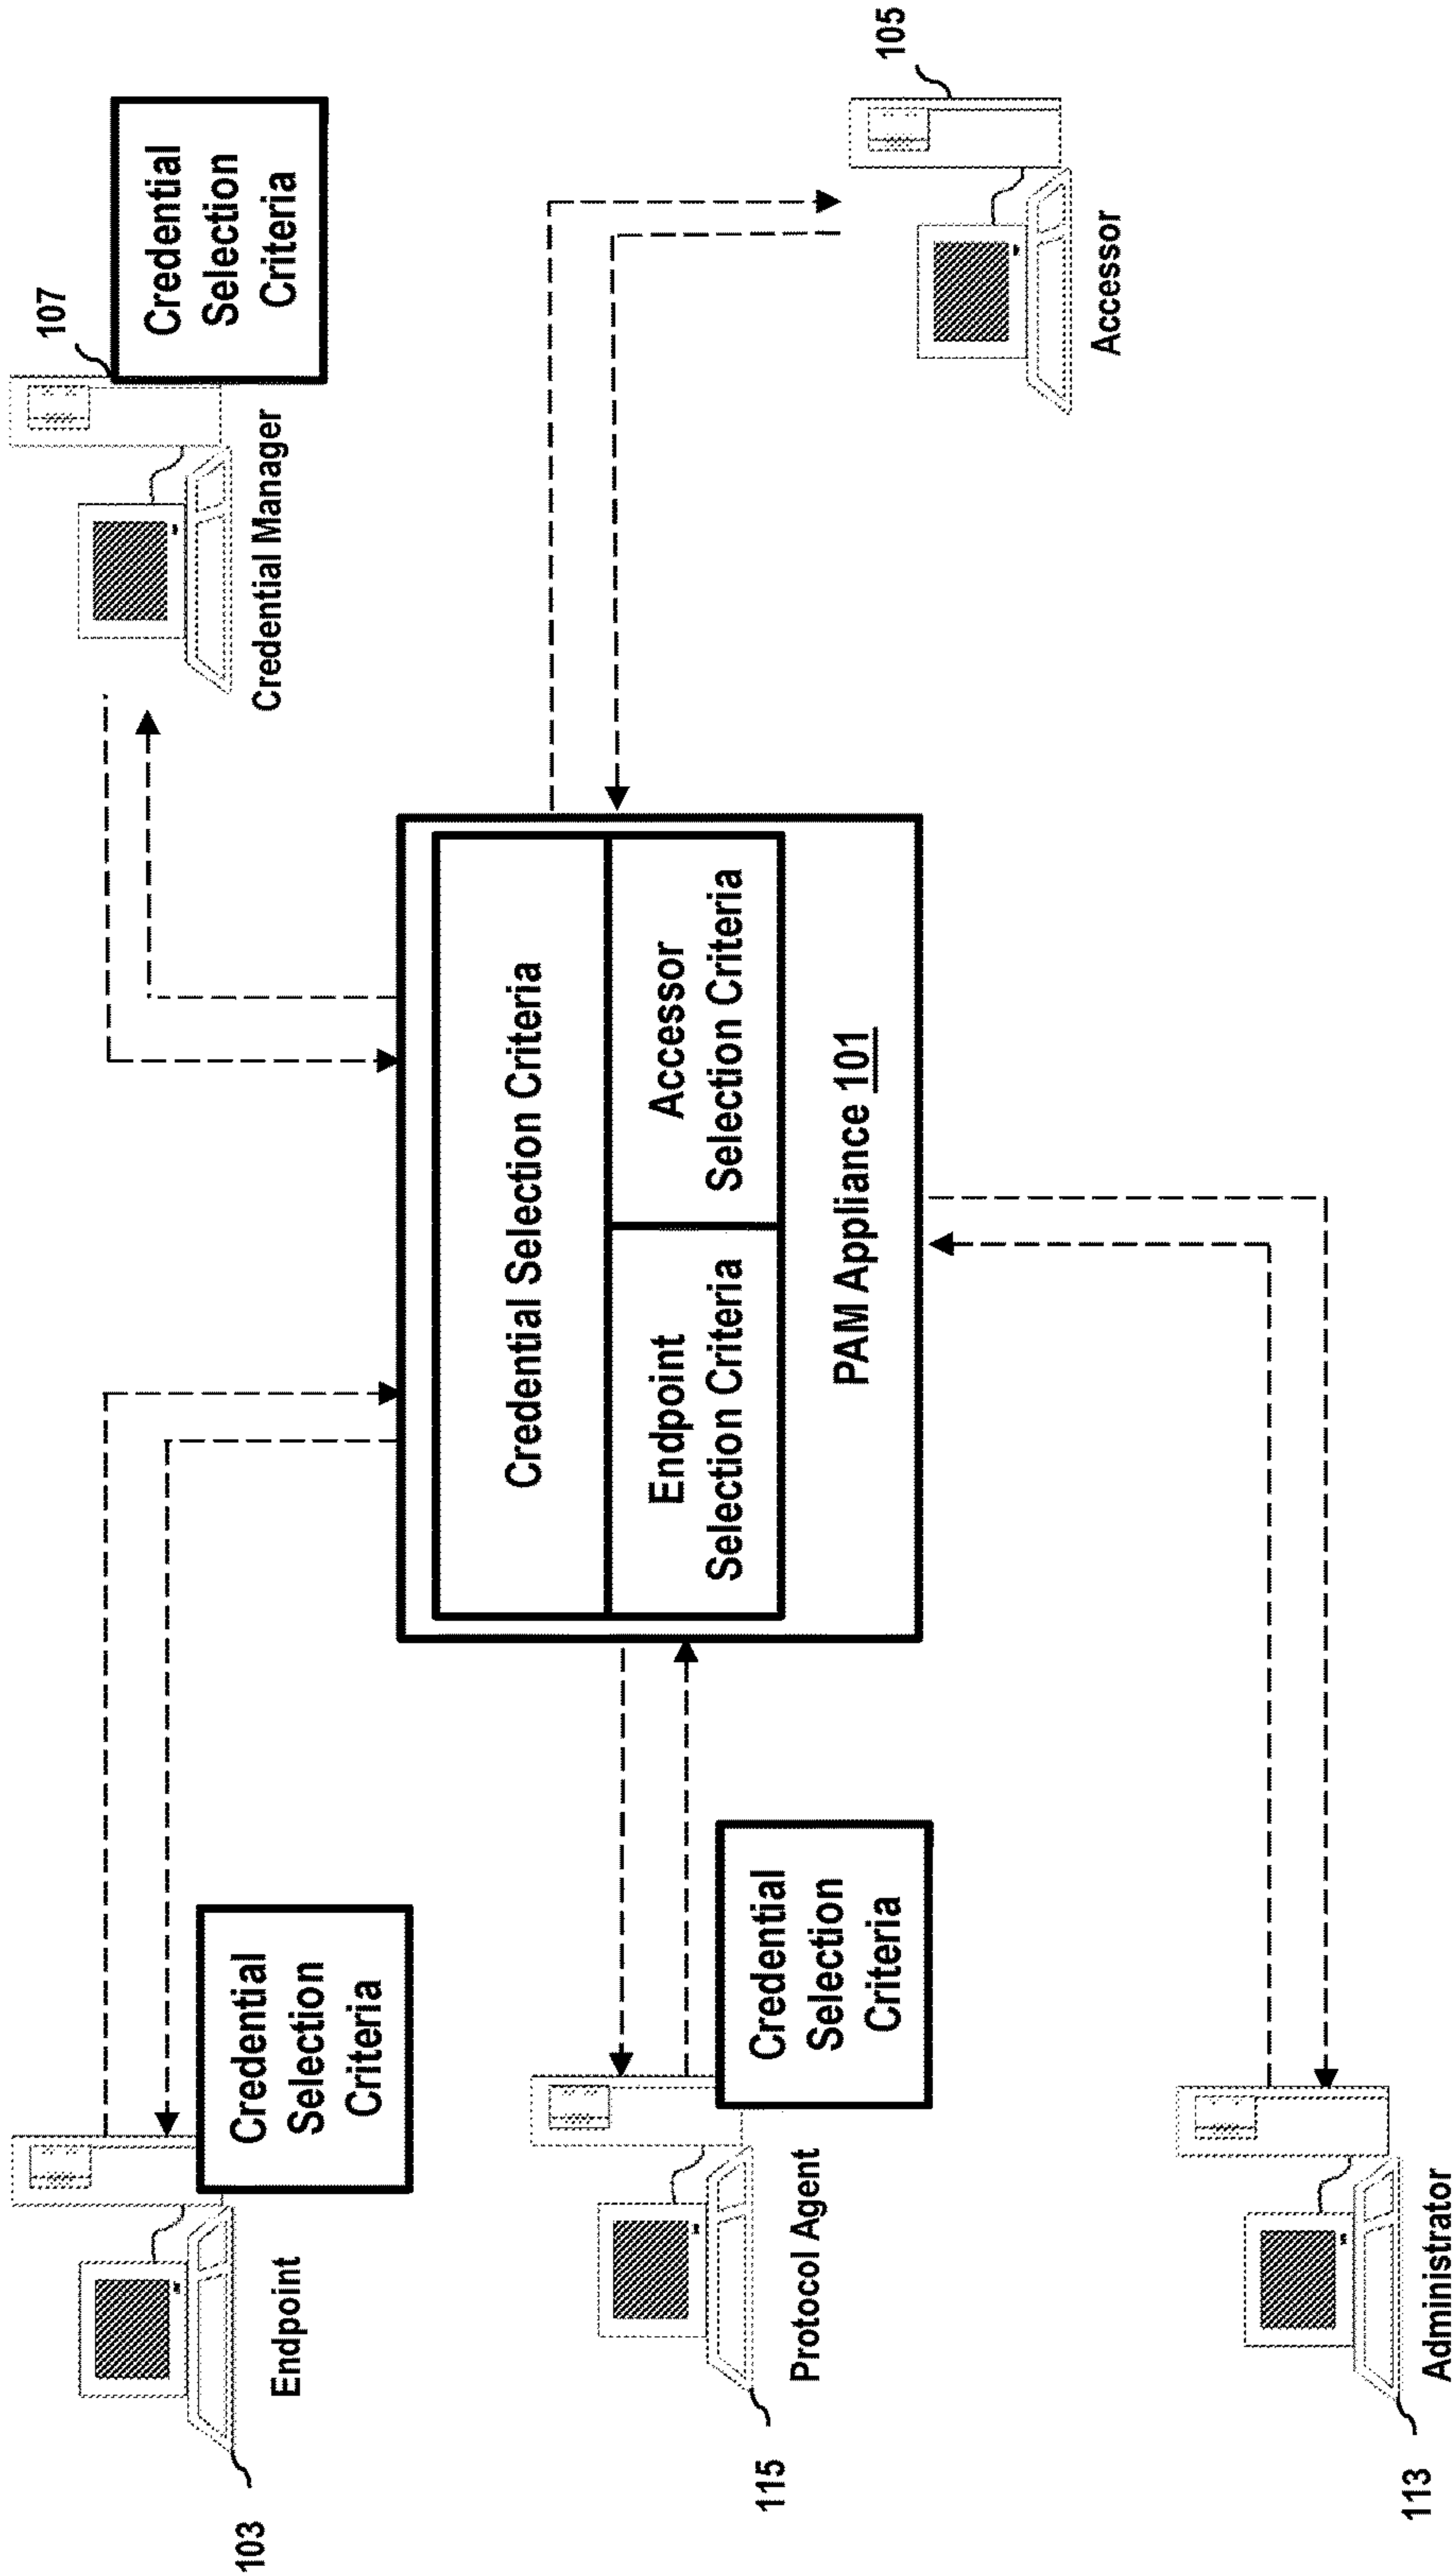 107
Credential
Selection
Criteria
Credential Manager
105
Accessor
Credential Selection Criteria
Endpoint
Selection Criteria
Accessor
Selection Criteria
PAM Appliance 101
Credential
Selection
Criteria
Endpoint
103
Credential
Selection
Criteria
Protocol Agent
115
Administrator
113